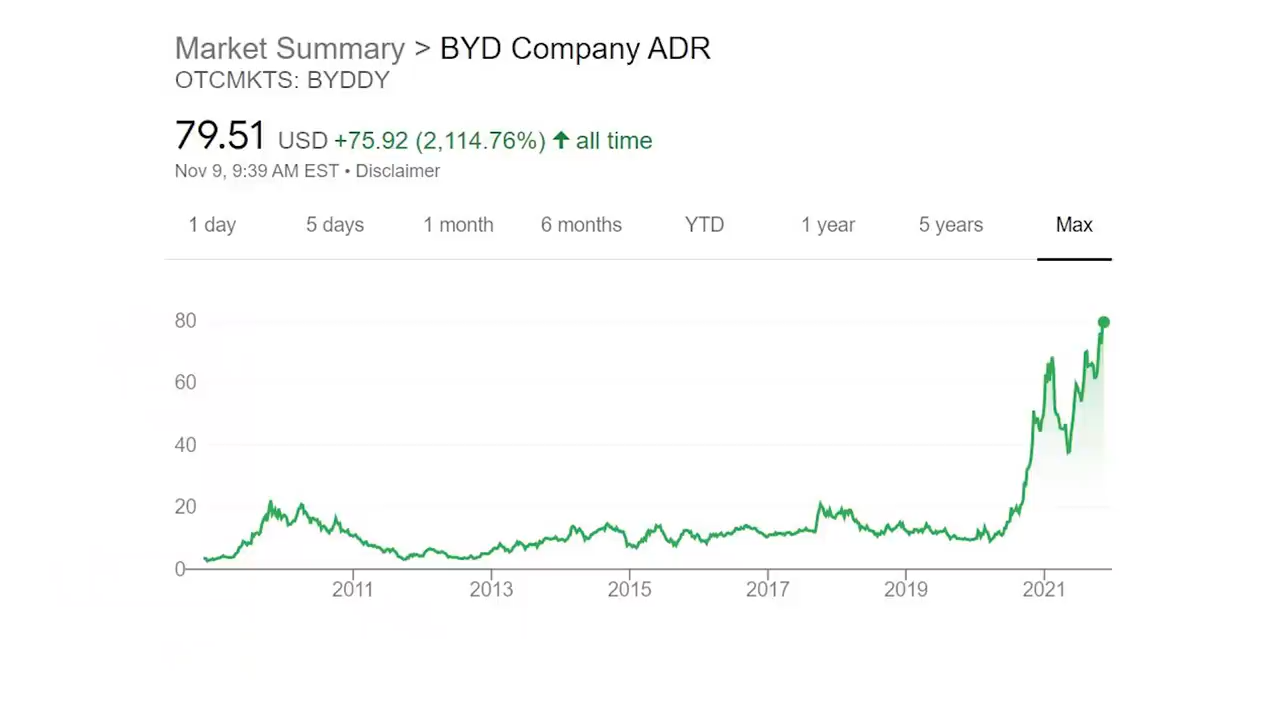 Market Summary > BYD Company ADR
OTCMKTS: BYDDY
79.51 USD +75.92 (2,114.76%) ↑ all time
Nov 9, 9:39 AM EST • Disclaimer
1 day 5 days 1 month 6 months YTD 1 year 5 years Max
80
60
40
20
0
2011 2013 2015 2017 2019 2021